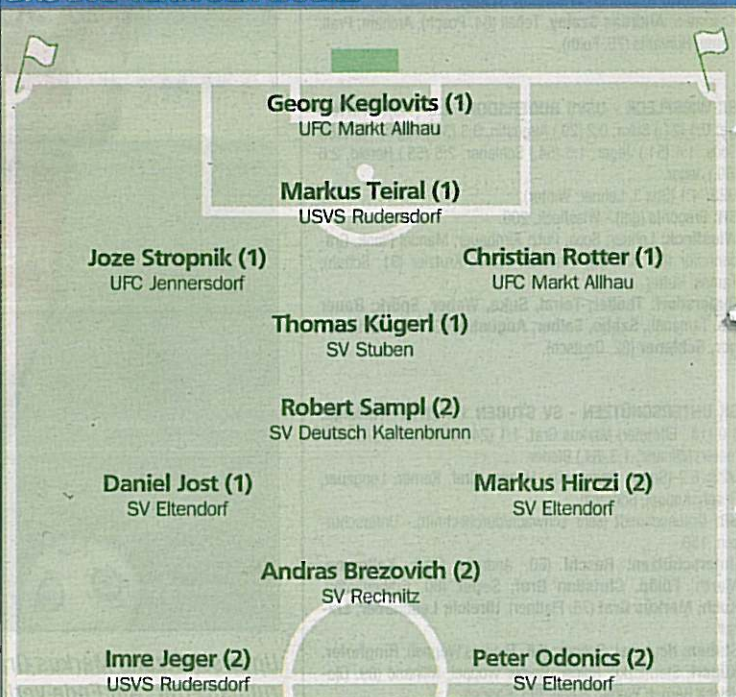 Georg Keglovits (1)
UFC Markt Allhau
Markus Teiral (1)
USVS Rudersdorf
Joze Stropnik (1)
UFC Jennersdorf
Christian Rotter (1)
UFC Markt Allhau
Thomas Kügerl (1)
SV Stuben
Robert Sampl (2)
SV Deutsch Kaltenbrunn
Daniel Jost (1)
SV Eltendorf
Markus Hirczi (2)
SV Eltendorf
Andras Brezovich (2)
SV Rechnitz
Imre Jeger (2)
USVS Rudersdorf
Peter Odonics (2)
SV Eltendorf